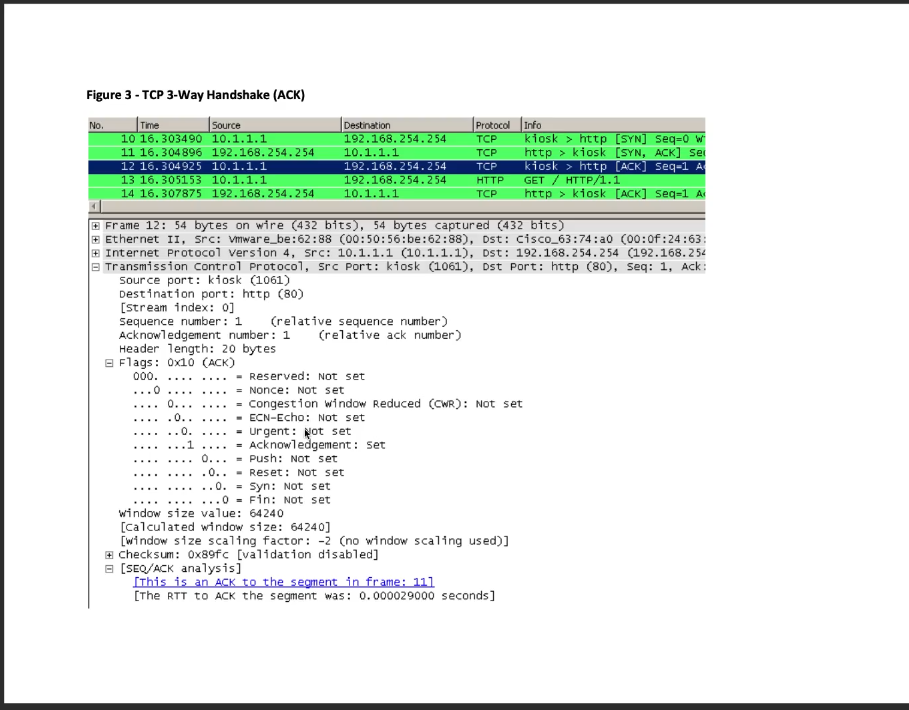 Figure 3 - TCP 3-Way Handshake (ACK)
No. Time Source Destination Protocol Info
10 16.303490 10.1.1.1 192.168.254.254 TCP kiosk > http [SYN] Seq=0 W
11 16.304896 192.168.254.254 10.1.1.1 TCP http > kiosk [SYN, ACK] Se
12 16.304925 10.1.1.1 192.168.254.254 TCP kiosk > http [ACK] Seq=1 A
13 16.305153 10.1.1.1 192.168.254.254 HTTP GET / HTTP/1.1
14 16.307875 192.168.254.254 10.1.1.1 TCP http > kiosk [ACK] Seq=1 A
Frame 12: 54 bytes on wire (432 bits), 54 bytes captured (432 bits)
Ethernet II, Src: Vmware_be:62:88 (00:50:56:be:62:88), Dst: Cisco_63:74:a0 (00:0f:24:63:
Internet Protocol Version 4, Src: 10.1.1.1 (10.1.1.1), Dst: 192.168.254.254 (192.168.254
Transmission Control Protocol, Src Port: kiosk (1061), Dst Port: http (80), Seq: 1, Ack:
Source port: kiosk (1061)
Destination port: http (80)
[Stream index: 0]
Sequence number: 1 (relative sequence number)
Acknowledgement number: 1 (relative ack number)
Header length: 20 bytes
Flags: 0x10 (ACK)
000. .... .... = Reserved: Not set
...0 .... .... = Nonce: Not set
.... 0... .... = Congestion Window Reduced (CWR): Not set
.... .0.. .... = ECN-Echo: Not set
.... ..0. .... = Urgent: Not set
.... ...1 .... = Acknowledgement: Set
.... .... 0... = Push: Not set
.... .... .0.. = Reset: Not set
.... .... ..0. = Syn: Not set
.... .... ...0 = Fin: Not set
Window size value: 64240
[Calculated window size: 64240]
[Window size scaling factor: -2 (no window scaling used)]
Checksum: 0x89fc [validation disabled]
[SEQ/ACK analysis]
[This is an ACK to the segment in frame: 11]
[The RTT to ACK the segment was: 0.000029000 seconds]